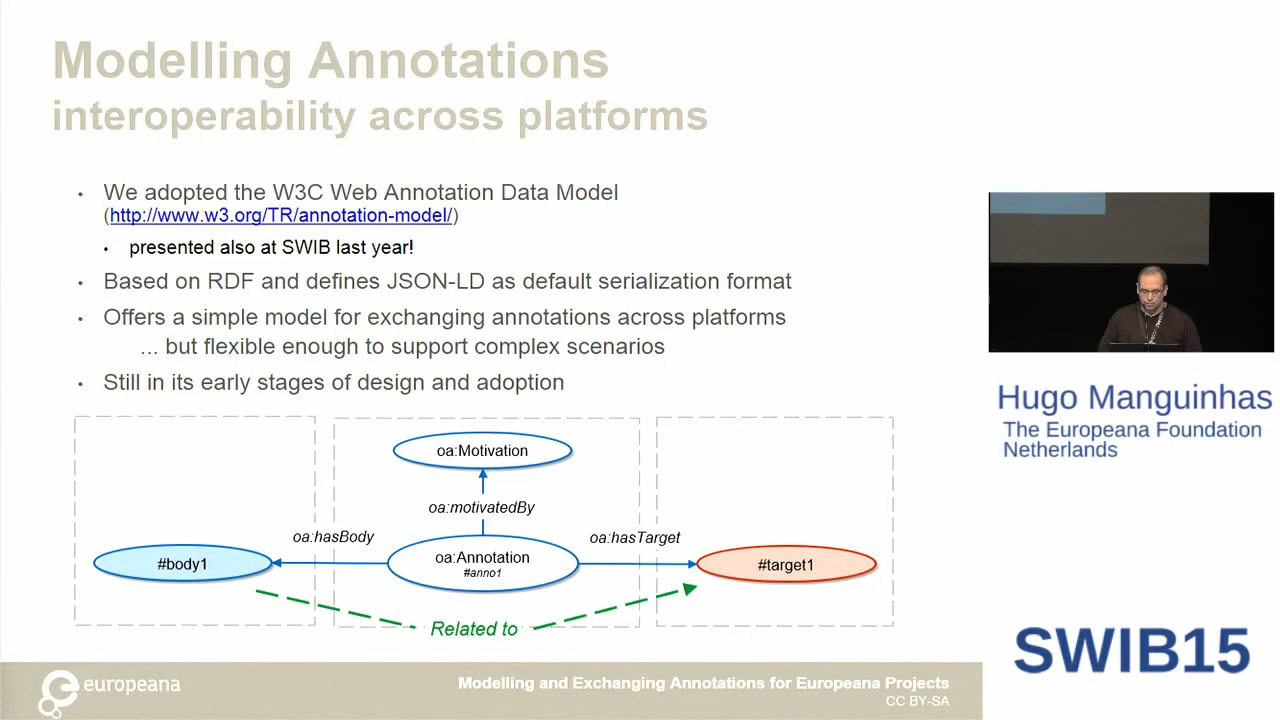 Modelling Annotations
interoperability across platforms
• We adopted the W3C Web Annotation Data Model
(http://www.w3.org/TR/annotation-model/)
• presented also at SWIB last year!
• Based on RDF and defines JSON-LD as default serialization format
• Offers a simple model for exchanging annotations across platforms
... but flexible enough to support complex scenarios
• Still in its early stages of design and adoption
oa:Motivation
oa:motivatedBy
oa:hasBody
oa:hasTarget
#body1
oa:Annotation
#anno1
#target1
Related to
europeana
Modelling and Exchanging Annotations for Europeana Projects
CC BY-SA
Hugo Manguinhas
The Europeana Foundation
Netherlands
SWIB15